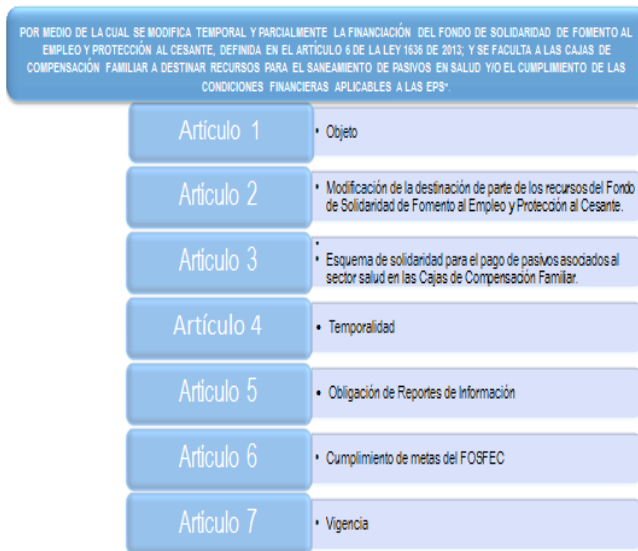 POR MEDIO DE LA CUAL SE MODIFICA TEMPORAL Y PARCIALMENTE LA FINANCIACIÓN DEL FONDO DE SOLIDARIDAD DE FOMENTO AL
EMPLEO Y PROTECCIÓN AL CESANTE, DEFINIDA EN EL ARTÍCULO 6 DE LA LEY 1636 DE 2013; Y SE FACULTA A LAS CAJAS DE
COMPENSACIÓN FAMILIAR A DESTINAR RECURSOS PARA EL SANEAMIENTO DE PASIVOS EN SALUD Y/O EL CUMPLIMIENTO DE LAS
CONDICIONES FINANCIERAS APLICABLES A LAS EPS".
Artículo 1
• Objeto
Articulo 2
• Modificación de la destinación de parte de los recursos del Fondo
de Solidaridad de Fomento al Empleo y Protección al Cesante.
Artículo 3
•
• Esquema de solidaridad para el pago de pasivos asociados al
sector salud en las Cajas de Compensación Familiar.
Artículo 4
• Temporalidad
Artículo 5
• Obligación de Reportes de Información
Artículo 6
• Cumplimiento de metas del FOSFEC
Artículo 7
• Vigencia